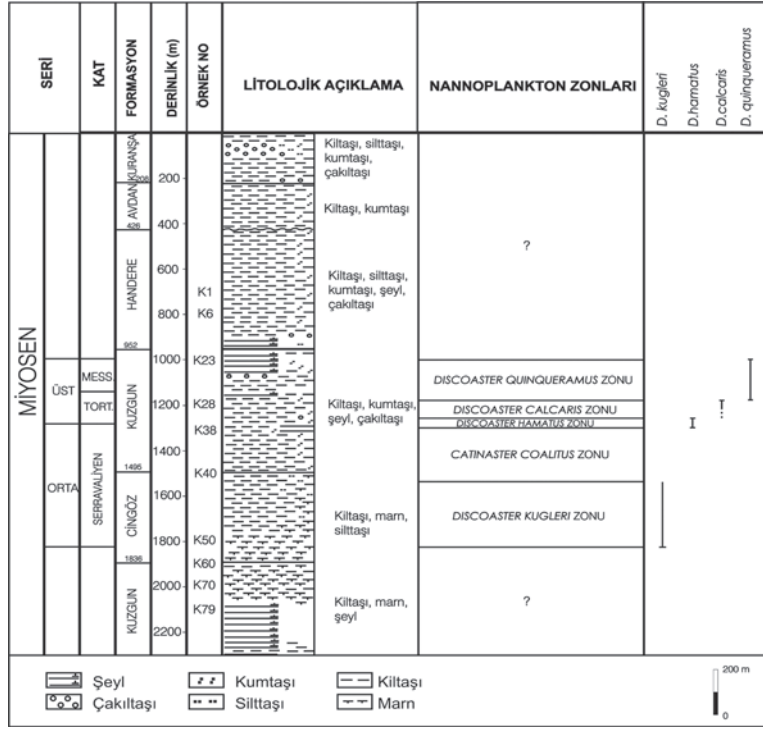 SERİ
KAT
FORMASYON
DERİNLİK (m)
ÖRNEK NO
LİTOLOJİK AÇIKLAMA
NANNOPLANKTON ZONLARI
D. kugleri
D.hamatus
D.calcaris
D. quinqueramus
MİYOSEN
ÜST
ORTA
MESS.
TORT.
SERRAVALİYEN
KURANŞA
208
AVDAN
426
HANDERE
952
KUZGUN
1495
CİNGÖZ
1836
KUZGUN
200
400
600
800
1000
1200
1400
1600
1800
2000
2200
K1
K6
K23
K28
K38
K40
K50
K60
K70
K79
Kiltaşı, silttaşı,
kumtaşı,
çakıltaşı
Kiltaşı, kumtaşı
Kiltaşı, silttaşı,
kumtaşı, şeyl,
çakıltaşı
Kiltaşı, kumtaşı,
şeyl, çakıltaşı
Kiltaşı, marn,
silttaşı
Kiltaşı, marn,
şeyl
?
DISCOASTER QUINQUERAMUS ZONU
DISCOASTER CALCARIS ZONU
DISCOASTER HAMATUS ZONU
CATINASTER COALITUS ZONU
DISCOASTER KUGLERI ZONU
?
Şeyl
Kumtaşı
Kiltaşı
Çakıltaşı
Silttaşı
Marn
200 m
0